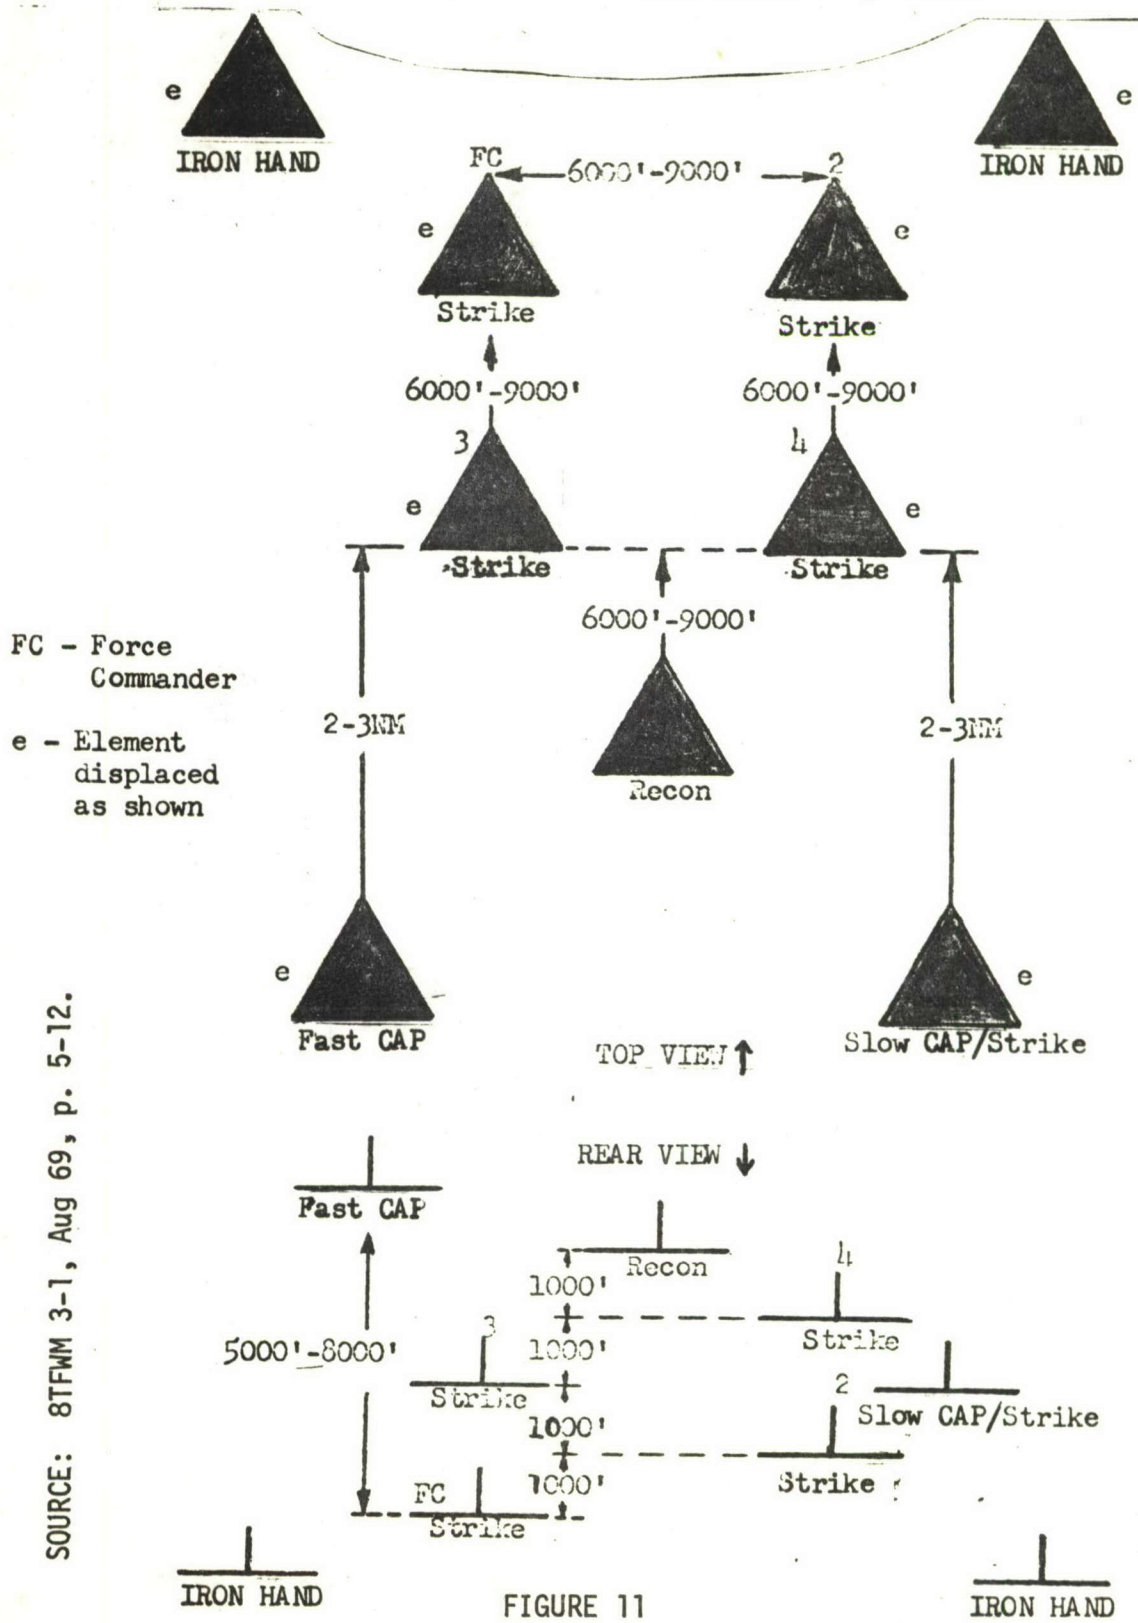 e
IRON HAND
e
IRON HAND
FC
6000'-9000'
2
e
Strike
e
Strike
6000'-9000'
6000'-9000'
3
e
Strike
4
e
Strike
6000'-9000'
FC - Force
Commander
e - Element
displaced
as shown
2-3NM
2-3NM
Recon
e
Fast CAP
e
Slow CAP/Strike
TOP VIEW
REAR VIEW
Fast CAP
Recon
4
1000'
Strike
3
1000'
5000'-8000'
Strike
2
Slow CAP/Strike
1000'
Strike
1000'
FC
Strike
IRON HAND
IRON HAND
FIGURE 11
SOURCE: 8TFWM 3-1, Aug 69, p. 5-12.